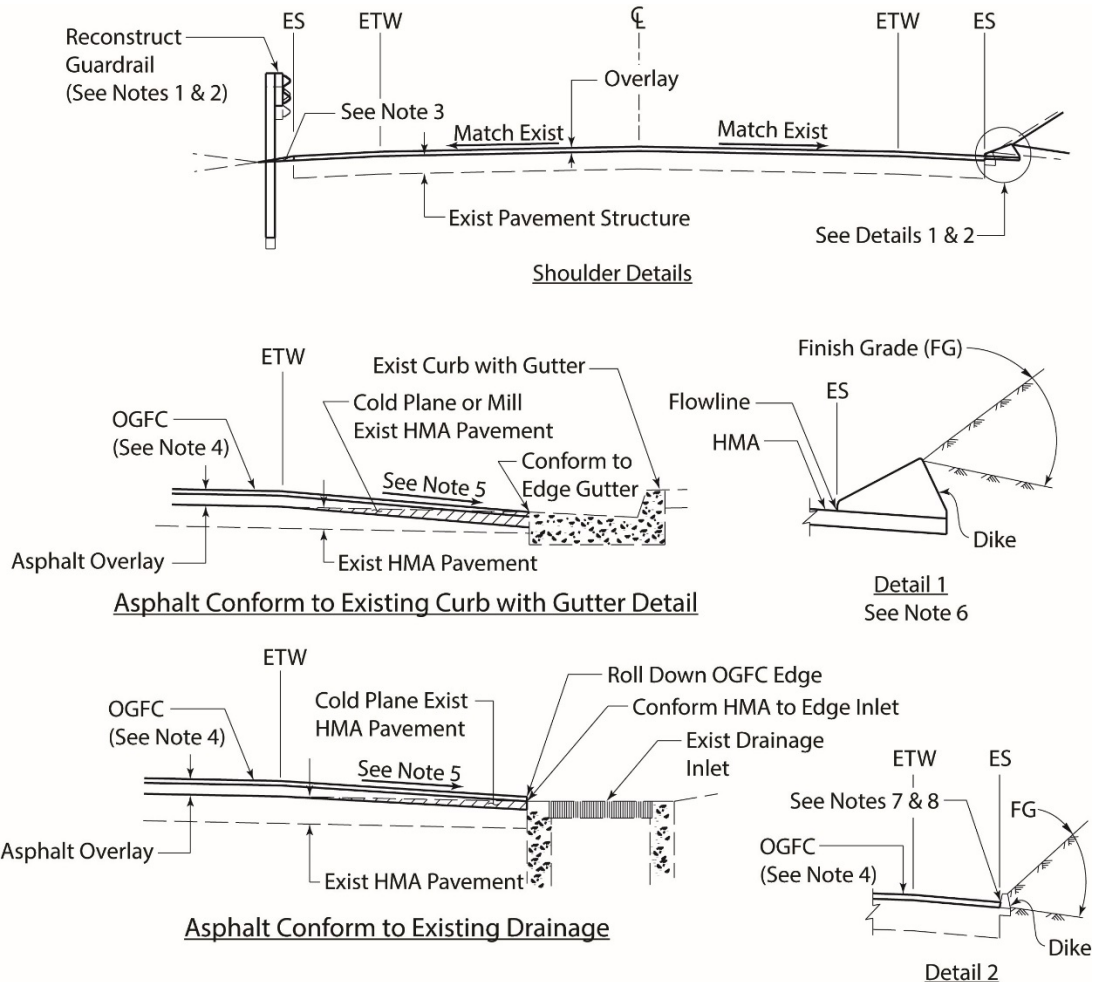 ES
ETW
℄
ETW
ES
Reconstruct
Guardrail
(See Notes 1 & 2)
See Note 3
Overlay
Match Exist
Match Exist
Exist Pavement Structure
See Details 1 & 2
Shoulder Details
ETW
Exist Curb with Gutter
OGFC
(See Note 4)
Cold Plane or Mill
Exist HMA Pavement
See Note 5
Conform to
Edge Gutter
Asphalt Overlay
Exist HMA Pavement
Asphalt Conform to Existing Curb with Gutter Detail
Finish Grade (FG)
ES
Flowline
HMA
Dike
Detail 1
See Note 6
ETW
OGFC
(See Note 4)
Cold Plane Exist
HMA Pavement
See Note 5
Roll Down OGFC Edge
Conform HMA to Edge Inlet
Exist Drainage
Inlet
Asphalt Overlay
Exist HMA Pavement
Asphalt Conform to Existing Drainage
ETW
ES
See Notes 7 & 8
FG
OGFC
(See Note 4)
Dike
Detail 2